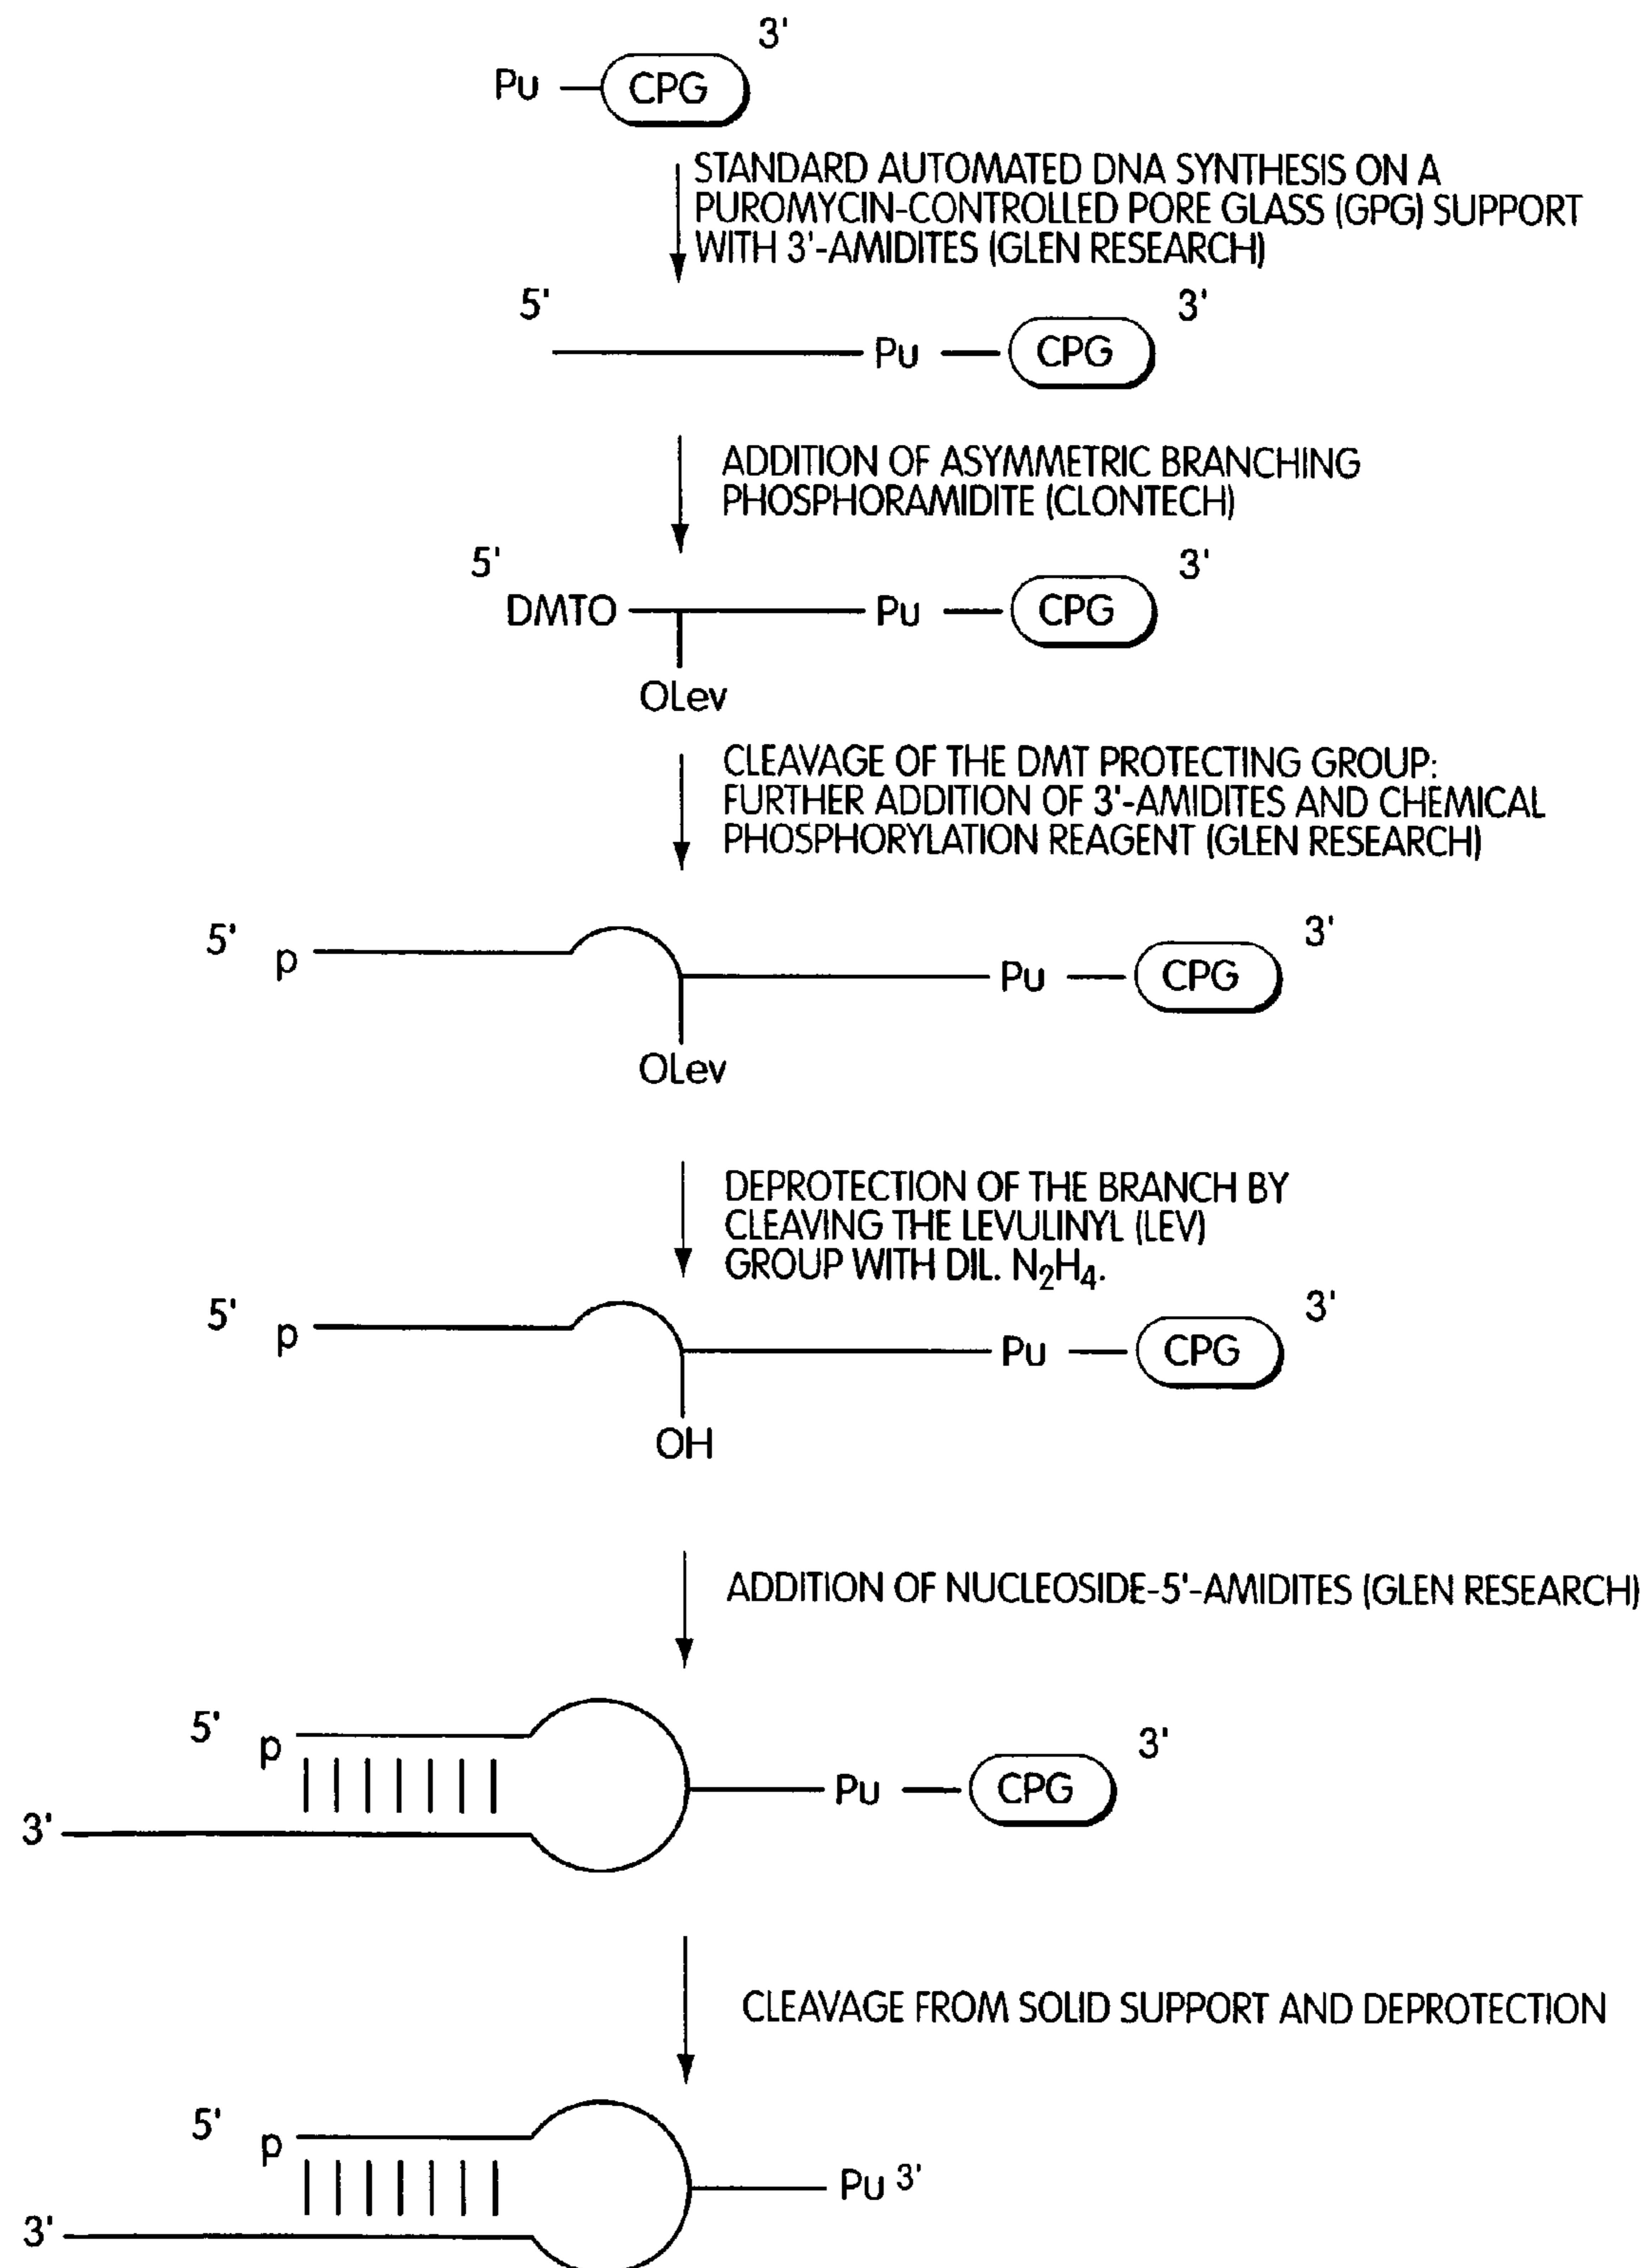 3'
Pu CPG
STANDARD AUTOMATED DNA SYNTHESIS ON A
PUROMYCIN-CONTROLLED PORE GLASS (GPG) SUPPORT
WITH 3'-AMIDITES (GLEN RESEARCH)
5' 3'
Pu CPG
ADDITION OF ASYMMETRIC BRANCHING
PHOSPHORAMIDITE (CLONTECH)
5' 3'
DMTO Pu CPG
OLev
CLEAVAGE OF THE DMT PROTECTING GROUP:
FURTHER ADDITION OF 3'-AMIDITES AND CHEMICAL
PHOSPHORYLATION REAGENT (GLEN RESEARCH)
5' 3'
p Pu CPG
OLev
DEPROTECTION OF THE BRANCH BY
CLEAVING THE LEVULINYL (LEV)
GROUP WITH DIL. N₂H₄.
5' 3'
p Pu CPG
OH
ADDITION OF NUCLEOSIDE-5'-AMIDITES (GLEN RESEARCH)
5' 3'
p Pu CPG
3'
CLEAVAGE FROM SOLID SUPPORT AND DEPROTECTION
5'
p Pu 3'
3'